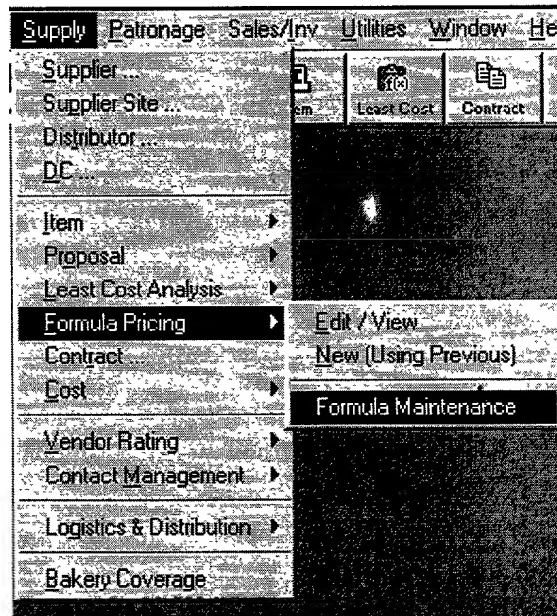 Supply Patronage Sales/Inv Utilities Window He
Supplier ...
Supplier Site ...
Distributor ...
DC ...
Item
Proposal
Least Cost Analysis
Formula Pricing
Contract ...
Cost
Vendor Rating
Contact Management
Logistics & Distribution
Bakery Coverage
em
Least Cost
Contract
Edit / View
New (Using Previous)
Formula Maintenance